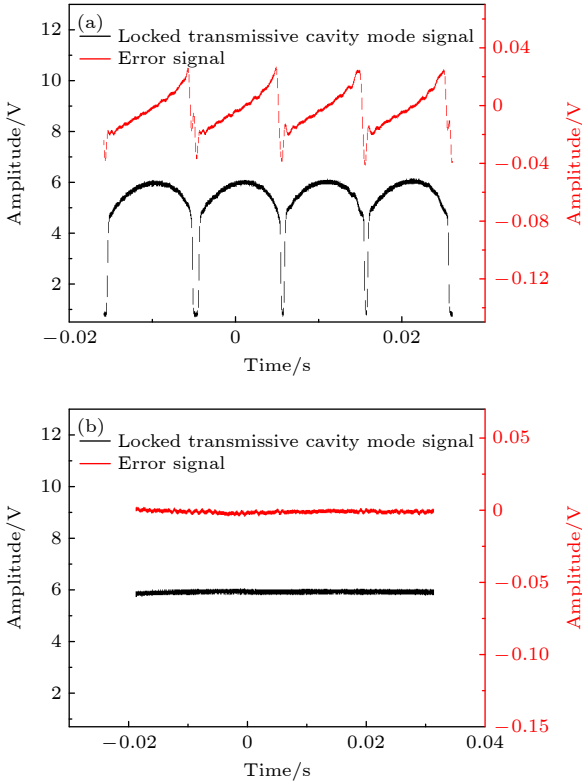 (a)
Locked transmissive cavity mode signal
Error signal
12
10
8
6
4
2
Amplitude/V
0.04
0
−0.04
−0.08
−0.12
Amplitude/V
−0.02
0
0.02
Time/s
(b)
Locked transmissive cavity mode signal
Error signal
12
10
8
6
4
2
Amplitude/V
0.05
0
−0.05
−0.10
−0.15
Amplitude/V
−0.02
0
0.02
0.04
Time/s